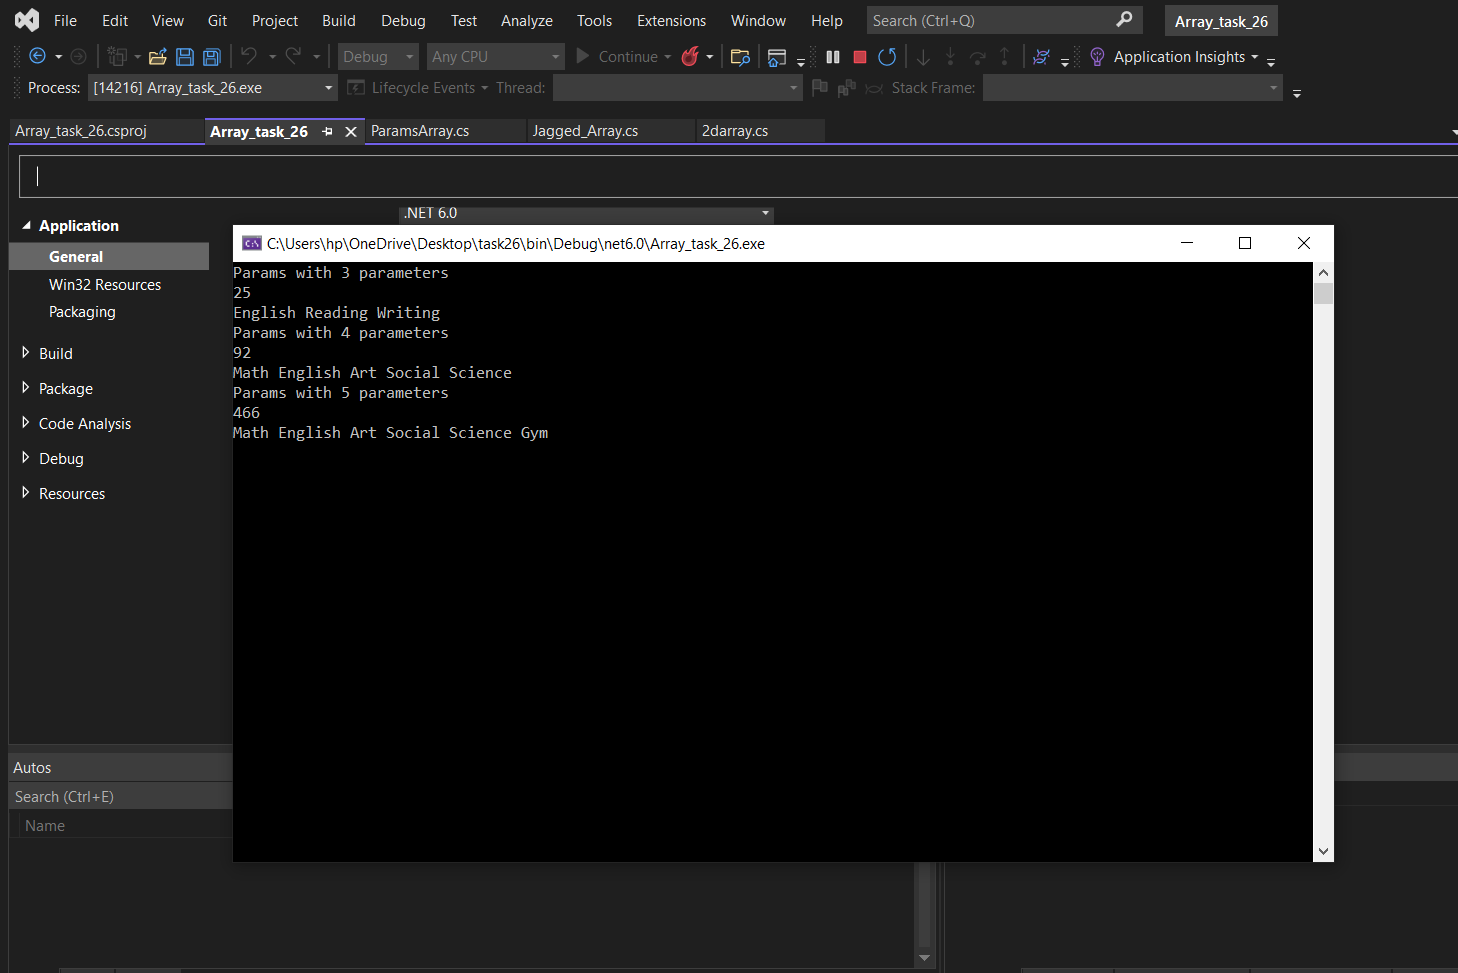 File Edit View Git Project Build Debug Test Analyze Tools Extensions Window Help Search (Ctrl+Q) Array_task_26
Debug Any CPU Continue Application Insights
Process: [14216] Array_task_26.exe Lifecycle Events Thread: Stack Frame:
Array_task_26.csproj Array_task_26 ParamsArray.cs Jagged_Array.cs 2darray.cs
.NET 6.0
Application
General
Win32 Resources
Packaging
Build
Package
Code Analysis
Debug
Resources
C:\Users\hp\OneDrive\Desktop\task26\bin\Debug\net6.0\Array_task_26.exe
Params with 3 parameters
25
English Reading Writing
Params with 4 parameters
92
Math English Art Social Science
Params with 5 parameters
466
Math English Art Social Science Gym
Autos
Search (Ctrl+E)
Name